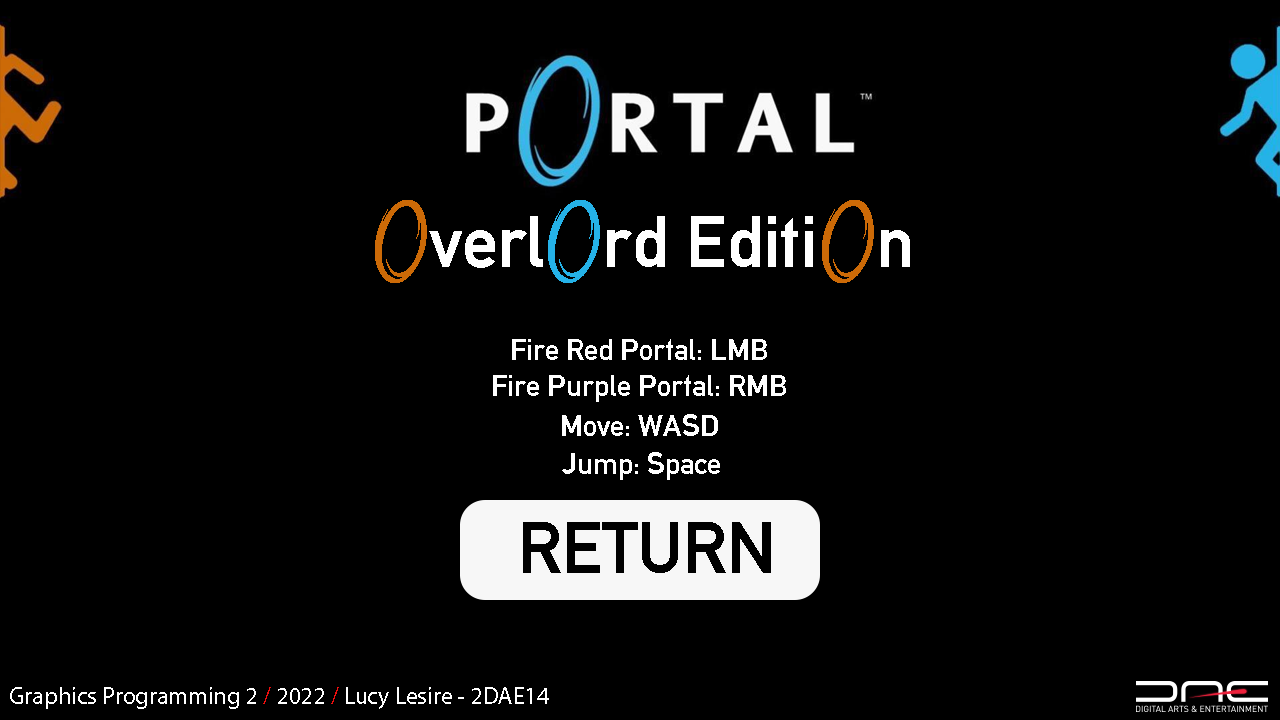 PORTAL™
Overlord Edition
Fire Red Portal: LMB
Fire Purple Portal: RMB
Move: WASD
Jump: Space
RETURN
Graphics Programming 2 / 2022 / Lucy Lesire - 2DAE14
DAE
DIGITAL ARTS & ENTERTAINMENT